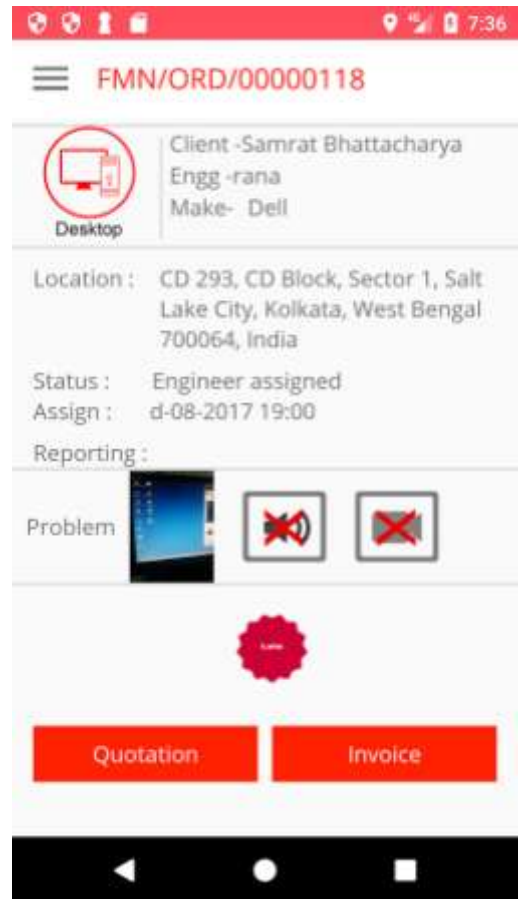 7:36
FMN/ORD/00000118
Client -Samrat Bhattacharya
Engg -rana
Make- Dell
Desktop
Location : CD 293, CD Block, Sector 1, Salt
Lake City, Kolkata, West Bengal
700064, India
Status : Engineer assigned
Assign : d-08-2017 19:00
Reporting :
Problem
Quotation Invoice